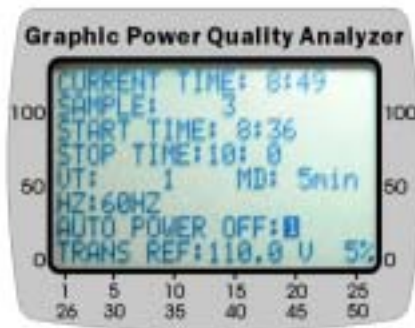 Graphic Power Quality Analyzer
CURRENT TIME: 8:49
SAMPLE: 3
START TIME: 8:36
STOP TIME:10: 0
VT: 1 MD: 5min
HZ:60HZ
AUTO POWER OFF:
TRANS REF:110.0 V 5%
100 100
50 50
0 0
1 5 10 15 20 25
26 30 35 40 45 50